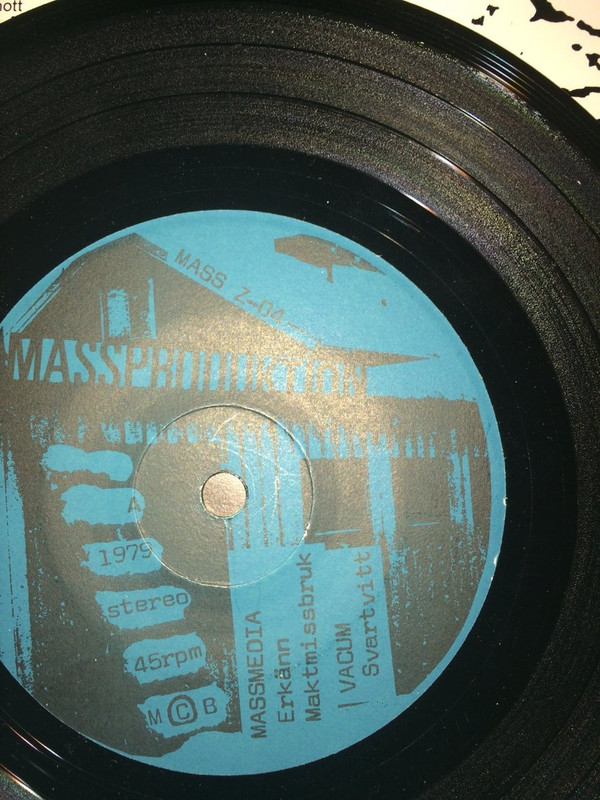 MASS Z-04
MASSPRODUKTION
A
1979
stereo
45rpm
M © B
MASSMEDIA
Erkänn
Maktmissbruk
VACUM
Svartvitt